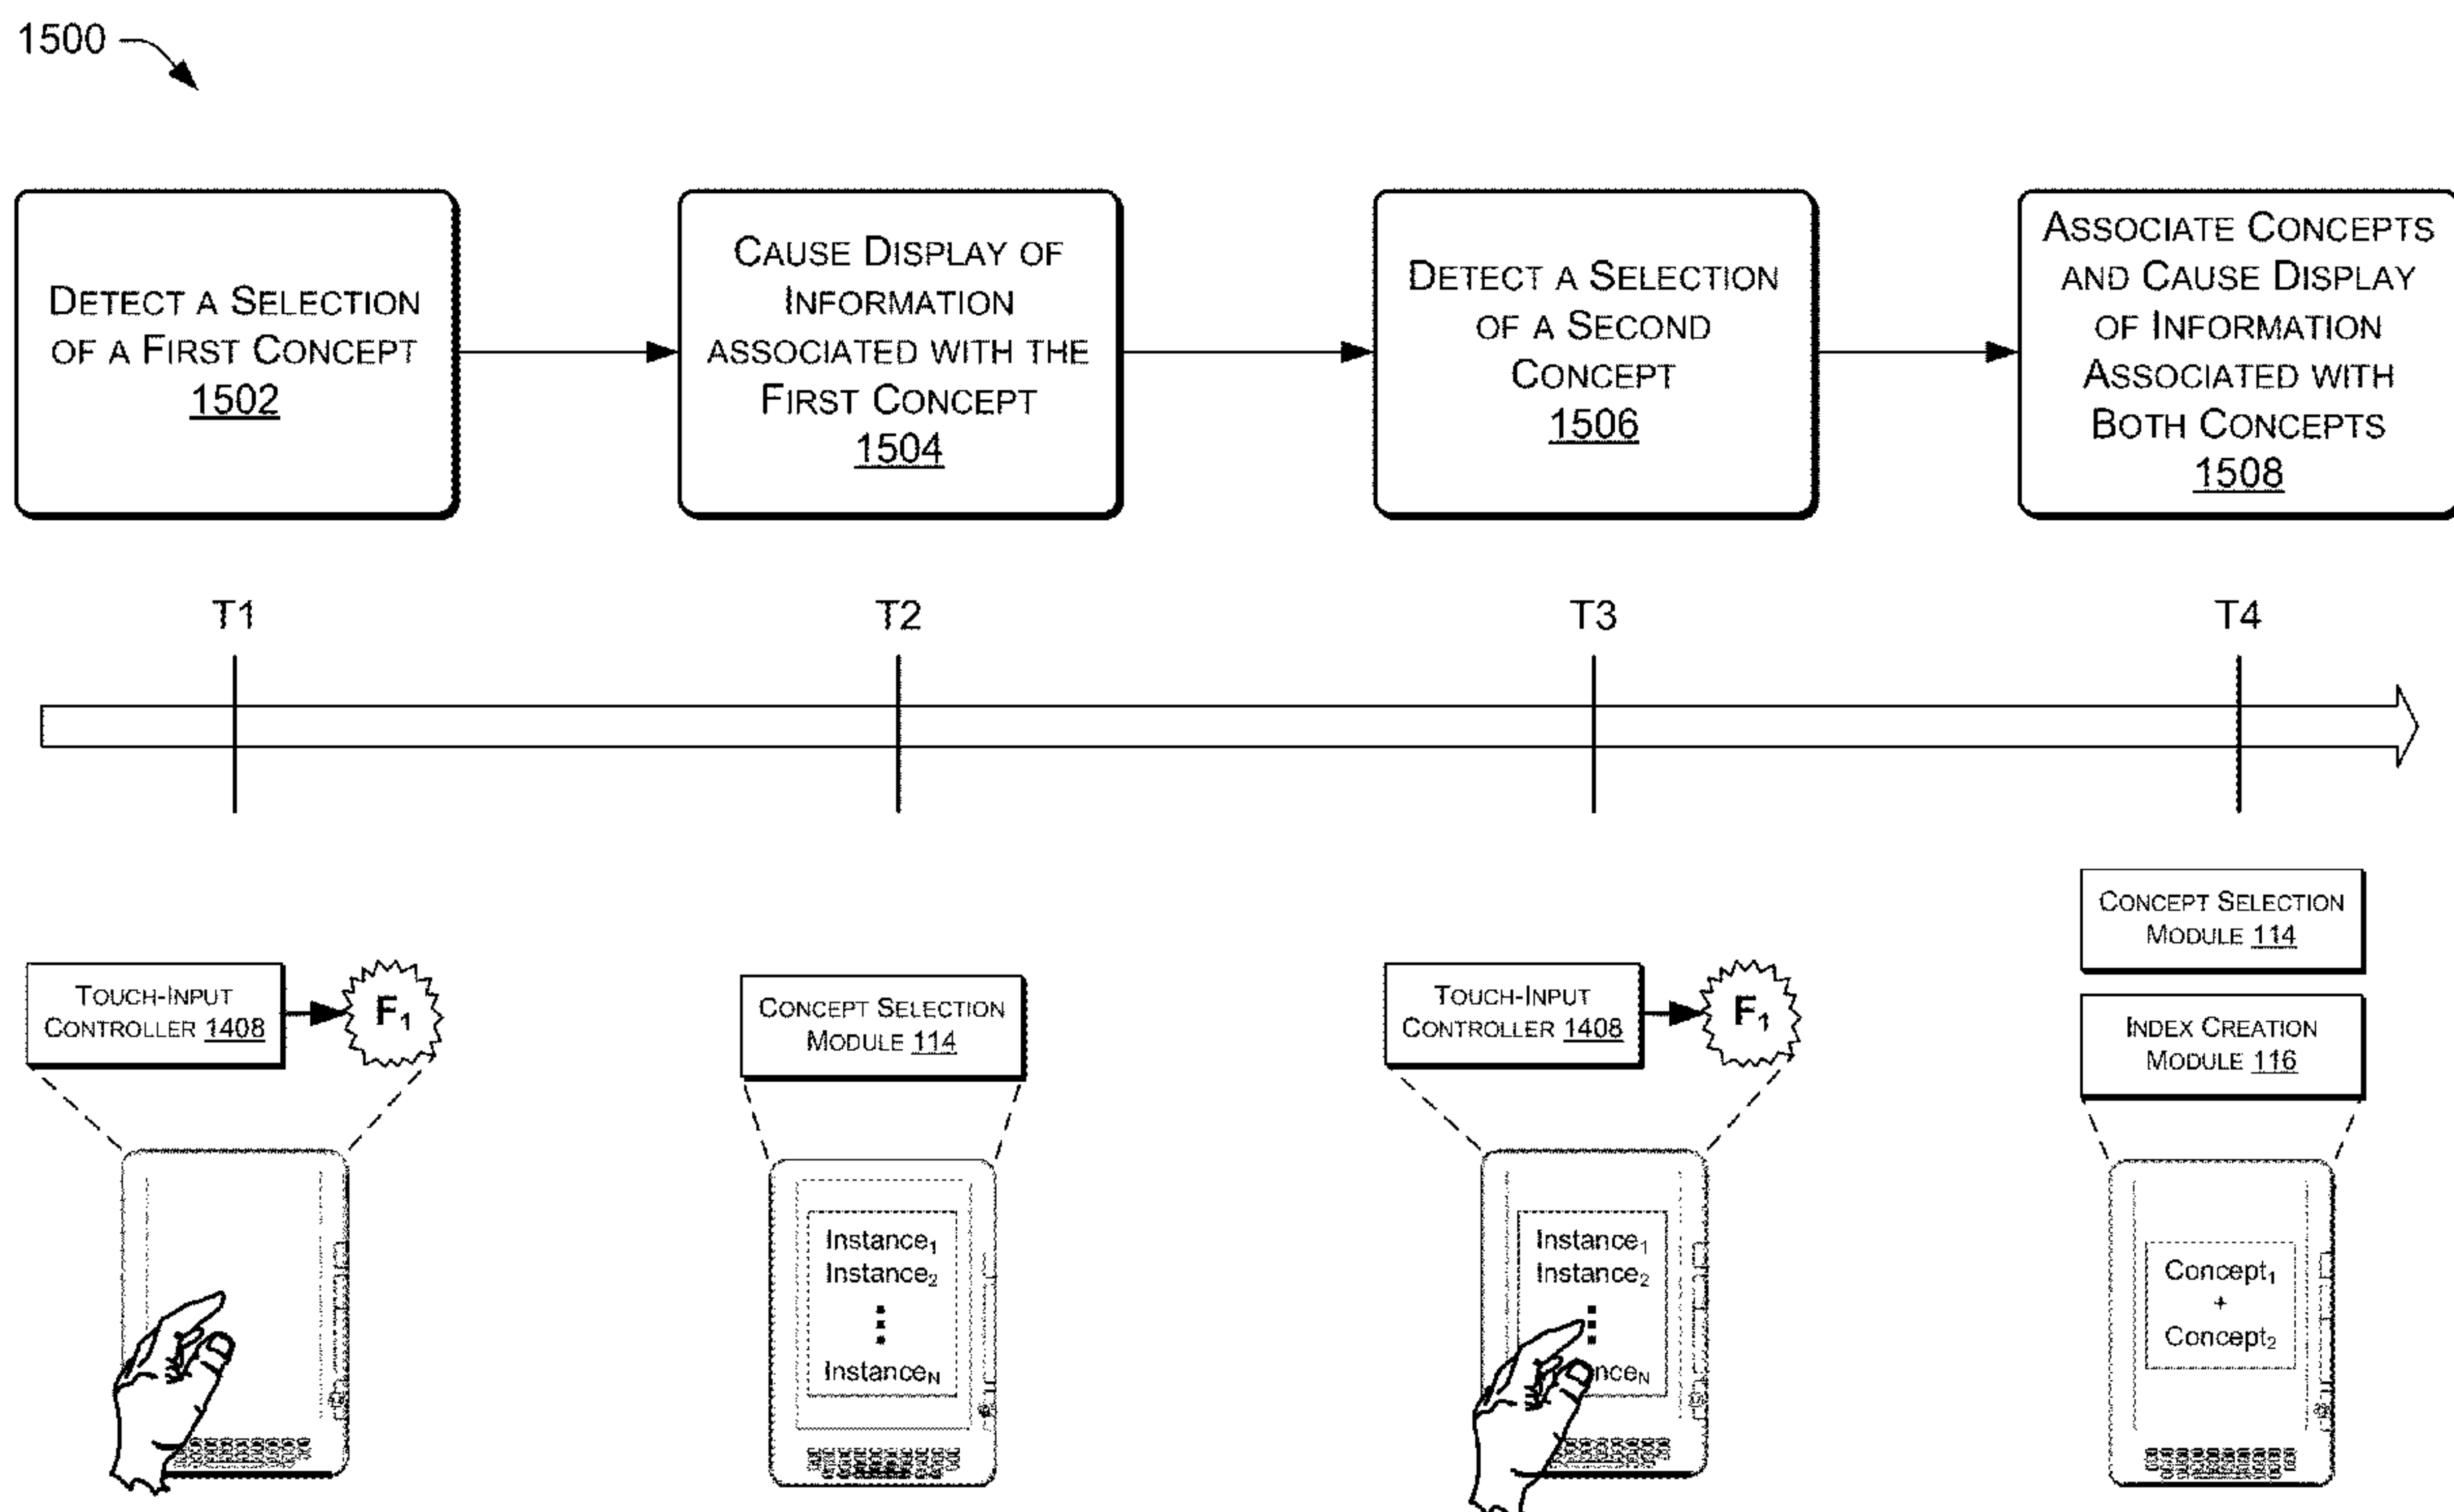 1500
DETECT A SELECTION
OF A FIRST CONCEPT
1502
CAUSE DISPLAY OF
INFORMATION
ASSOCIATED WITH THE
FIRST CONCEPT
1504
DETECT A SELECTION
OF A SECOND
CONCEPT
1506
ASSOCIATE CONCEPTS
AND CAUSE DISPLAY
OF INFORMATION
ASSOCIATED WITH
BOTH CONCEPTS
1508
T1
T2
T3
T4
TOUCH-INPUT
CONTROLLER 1408
F₁
CONCEPT SELECTION
MODULE 114
TOUCH-INPUT
CONTROLLER 1408
F₁
CONCEPT SELECTION
MODULE 114
INDEX CREATION
MODULE 116
Instance₁
Instance₂
Instance_N
Instance₁
Instance₂
nce_N
Concept₁
+
Concept₂